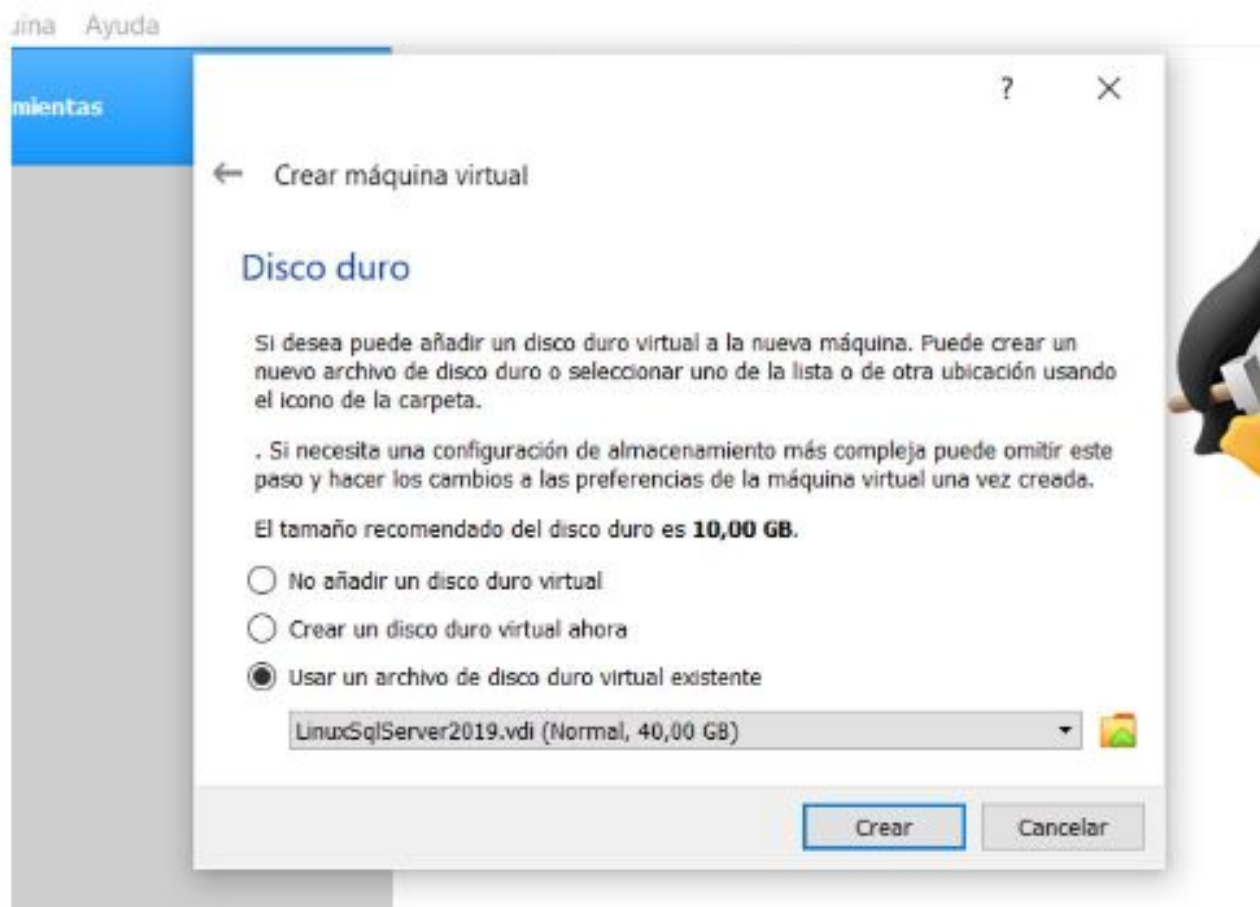 uina Ayuda
mientas
?
Crear máquina virtual
Disco duro
Si desea puede añadir un disco duro virtual a la nueva máquina. Puede crear un
nuevo archivo de disco duro o seleccionar uno de la lista o de otra ubicación usando
el icono de la carpeta.
. Si necesita una configuración de almacenamiento más compleja puede omitir este
paso y hacer los cambios a las preferencias de la máquina virtual una vez creada.
El tamaño recomendado del disco duro es 10,00 GB.
No añadir un disco duro virtual
Crear un disco duro virtual ahora
Usar un archivo de disco duro virtual existente
LinuxSqlServer2019.vdi (Normal, 40,00 GB)
Crear Cancelar